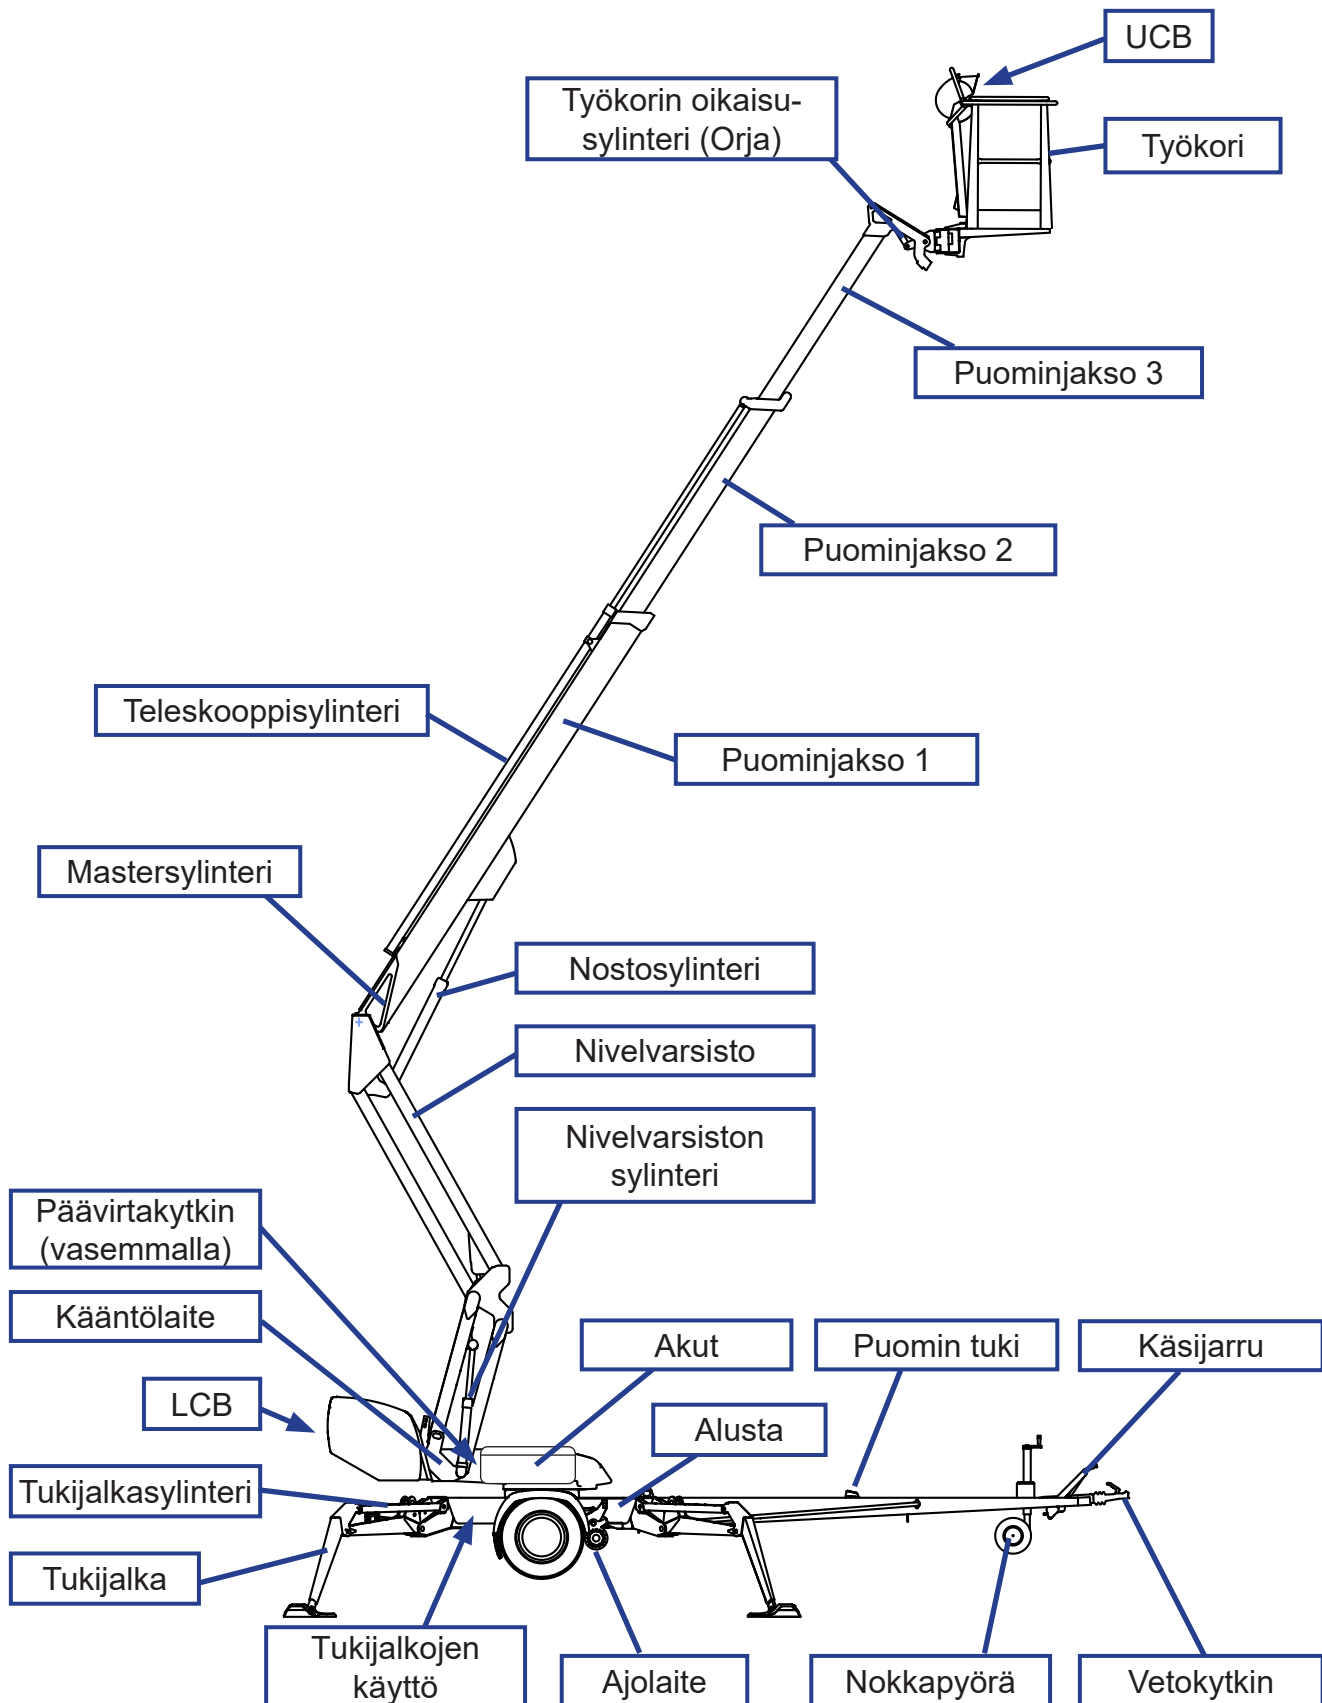 UCB
Työkorin oikaisu-
sylinteri (Orja)
Työkori
Puominjakso 3
Puominjakso 2
Teleskooppisylinteri
Puominjakso 1
Mastersylinteri
Nostosylinteri
Nivelvarsisto
Nivelvarsiston
sylinteri
Päävirtakytkin
(vasemmalla)
Kääntölaite
Akut
Puomin tuki
Käsijarru
LCB
Alusta
Tukijalkasylinteri
Tukijalka
Tukijalkojen
käyttö
Ajolaite
Nokkapyörä
Vetokytkin